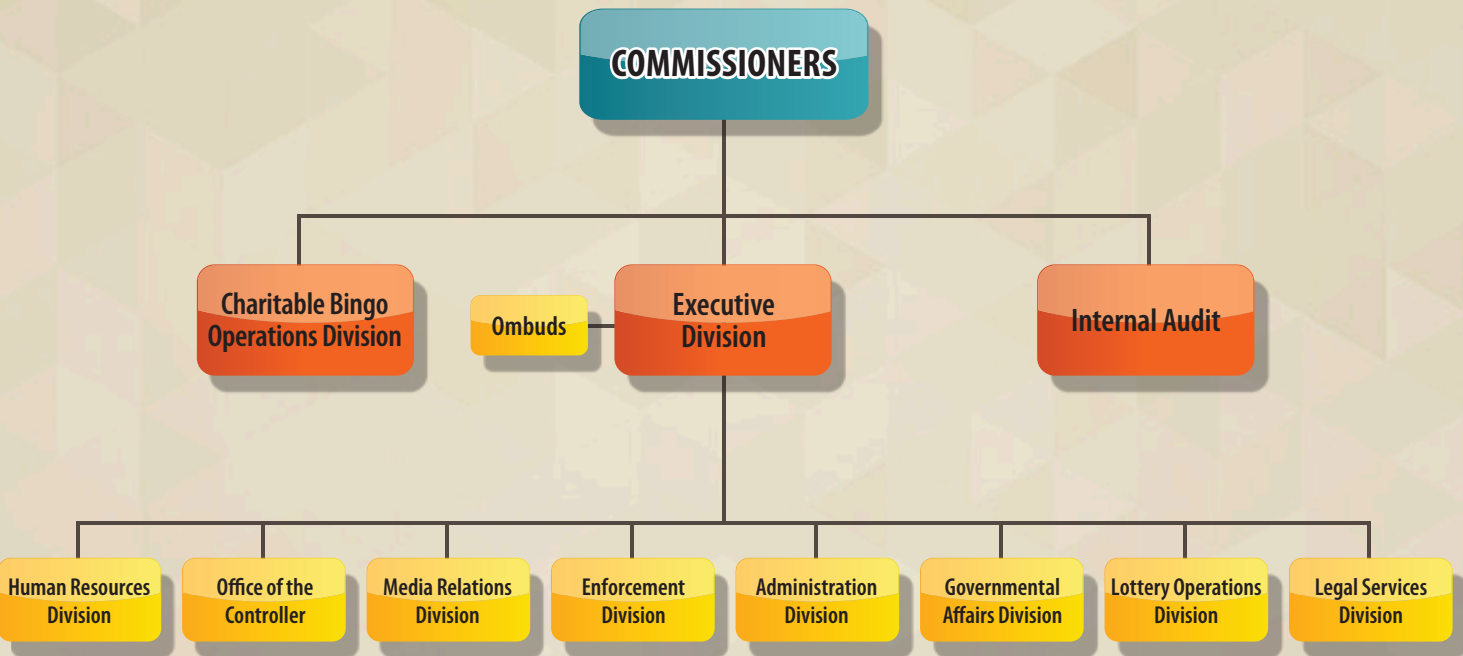 COMMISSIONERS
Charitable Bingo
Operations Division
Ombuds
Executive
Division
Internal Audit
Human Resources
Division
Office of the
Controller
Media Relations
Division
Enforcement
Division
Administration
Division
Governmental
Affairs Division
Lottery Operations
Division
Legal Services
Division